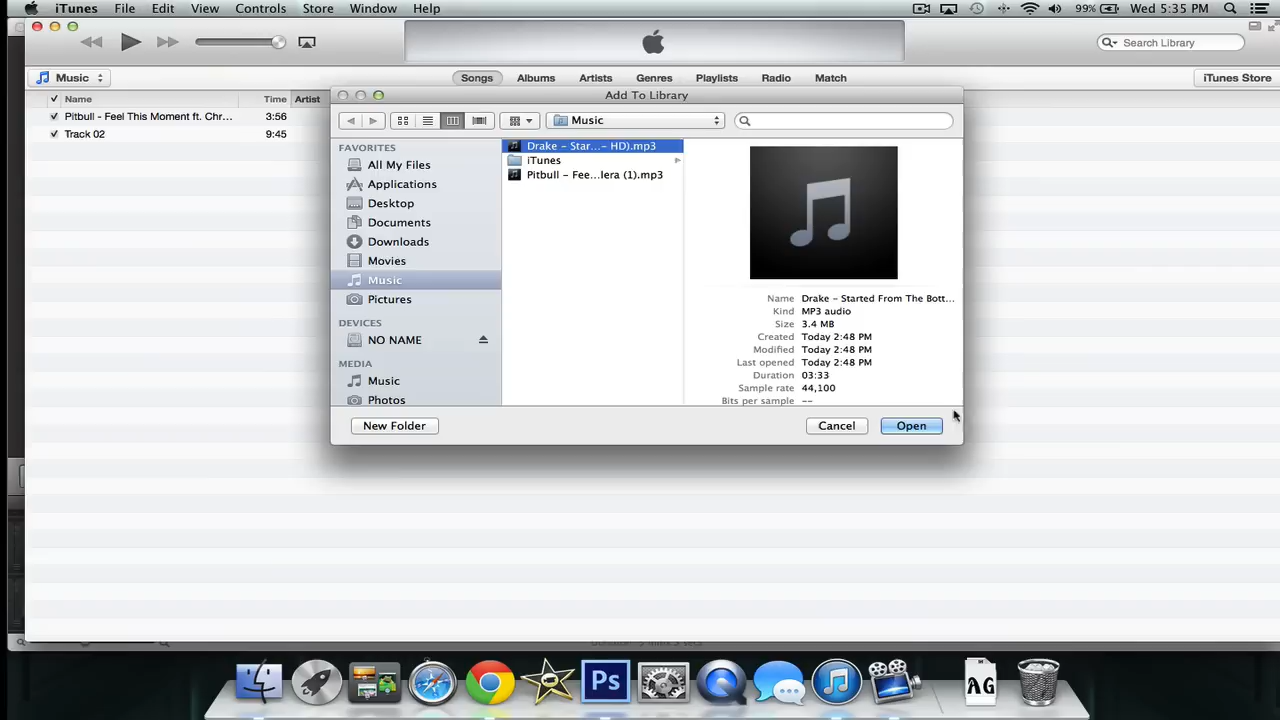 iTunes File Edit View Controls Store Window Help 99% Wed 5:35 PM
Search Library
Music Songs Albums Artists Genres Playlists Radio Match iTunes Store
Name Time Artist
Pitbull - Feel This Moment ft. Chr... 3:56
Track 02 9:45
Add To Library
Music
FAVORITES
All My Files
Applications
Desktop
Documents
Downloads
Movies
Music
Pictures
DEVICES
NO NAME
MEDIA
Music
Photos
Drake - Star...- HD).mp3
iTunes
Pitbull - Fee...lera (1).mp3
Name Drake - Started From The Bott...
Kind MP3 audio
Size 3.4 MB
Created Today 2:48 PM
Modified Today 2:48 PM
Last opened Today 2:48 PM
Duration 03:33
Sample rate 44,100
Bits per sample --
New Folder Cancel Open
Ps
AG